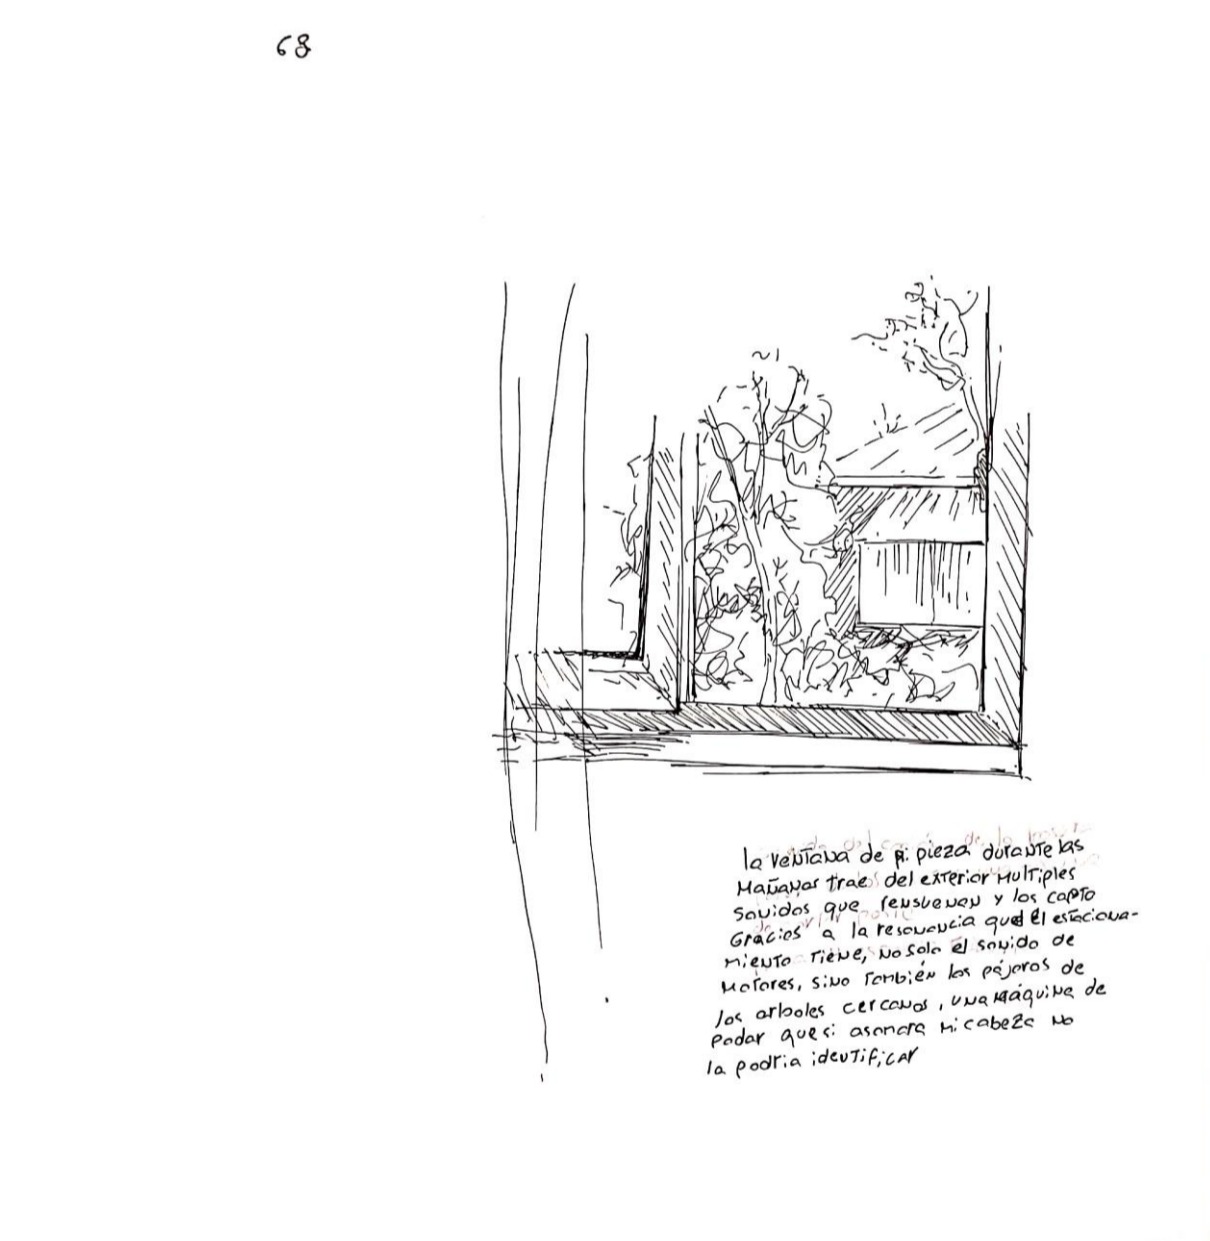 68
la ventana de mi pieza durante las
mañanas trae del exterior multiples
sonidos que resuenan y los capto
Gracias a la resonancia que el estaciona-
miento tiene, no solo el sonido de
motores, sino también los pájaros de
los arboles cercanos, una máquina de
podar que si asomara mi cabeza no
la podria identificar